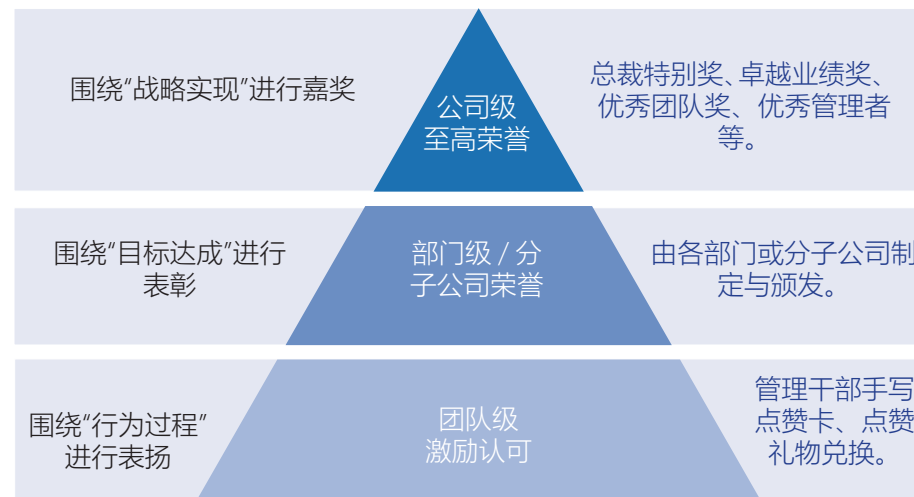 围绕“战略实现”进行嘉奖
公司级
至高荣誉
总裁特别奖、卓越业绩奖、
优秀团队奖、优秀管理者
等。
围绕“目标达成”进行
表彰
部门级 / 分
子公司荣誉
由各部门或分子公司制
定与颁发。
围绕“行为过程”
进行表扬
团队级
激励认可
管理干部手写
点赞卡、点赞
礼物兑换。